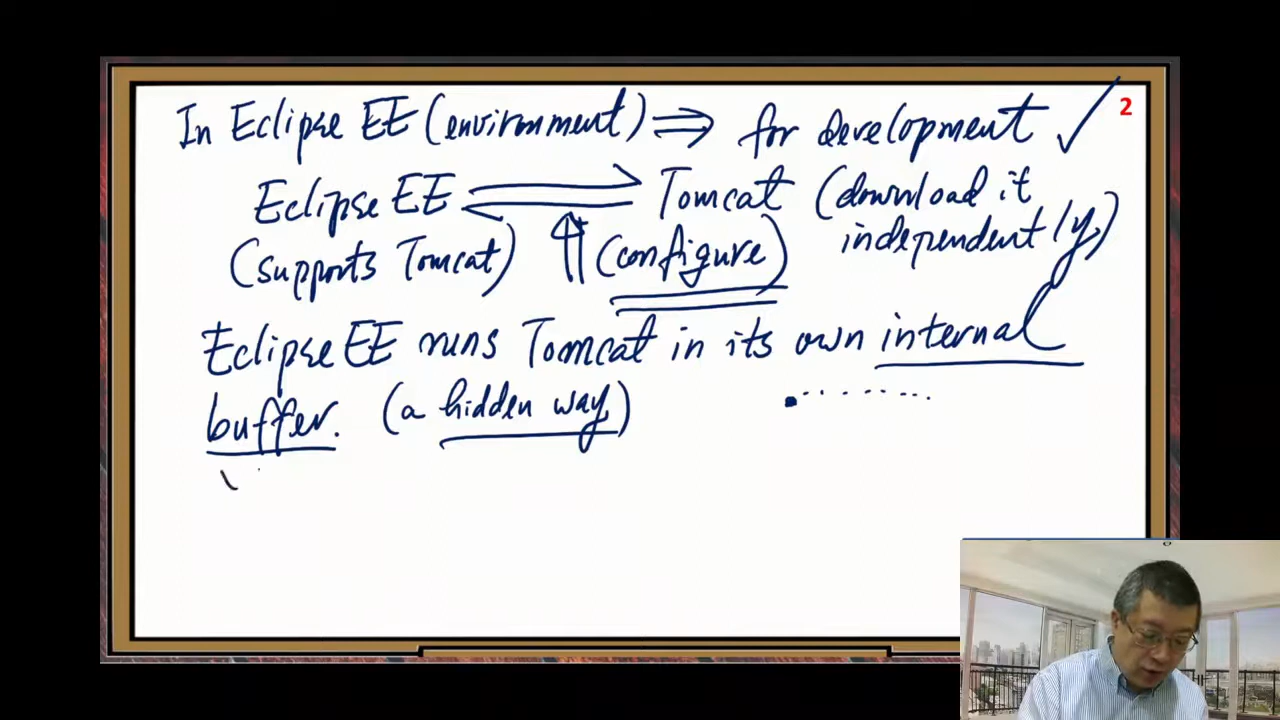 In Eclipse EE (environment) ⇒ for development ✓
2
Eclipse EE ⇌ Tomcat (download it
(supports Tomcat) ⇑ (configure) independently)
Eclipse EE runs Tomcat in its own internal
buffer. (a hidden way)